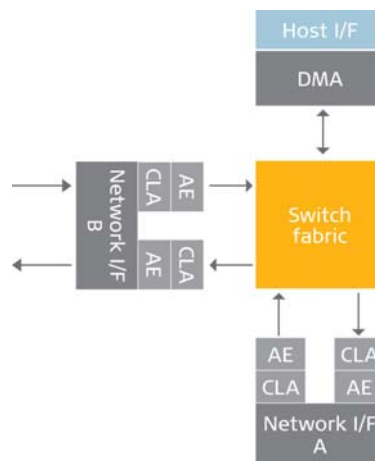 Host I/F
DMA
Network I/F
B
CLA
AE
AE
CLA
Switch
fabric
AE
CLA
CLA
AE
Network I/F
A